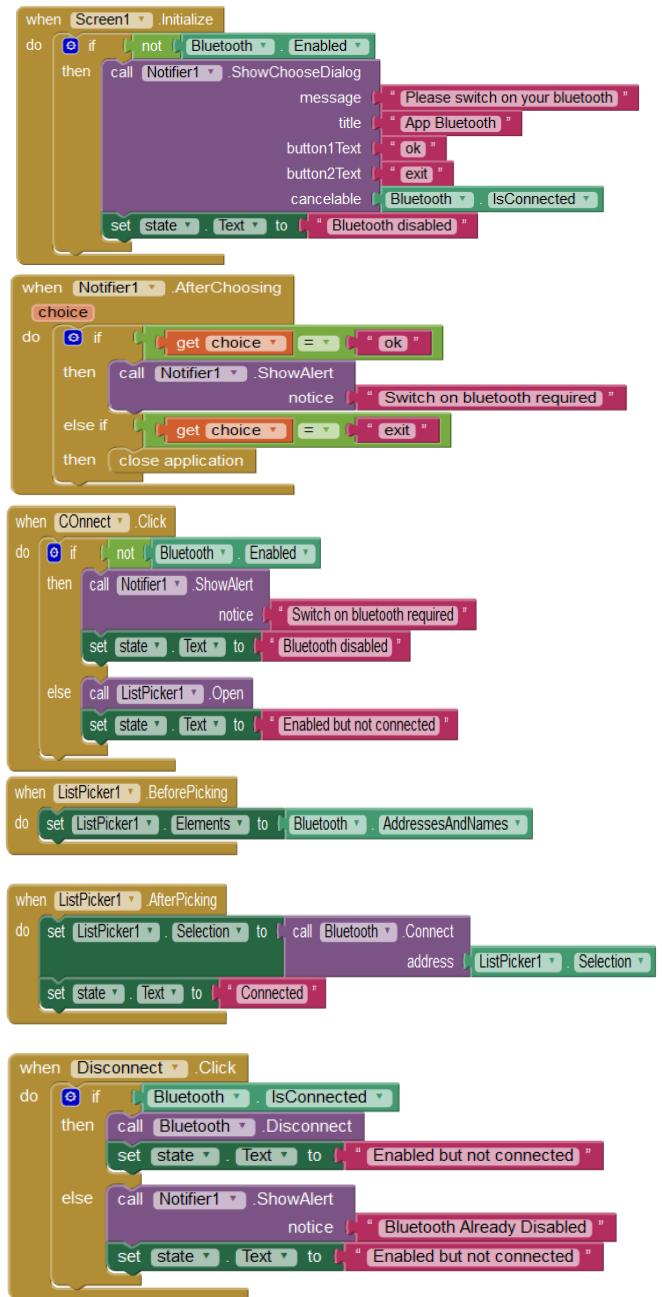 when Screen1 .Initialize
do if not Bluetooth . Enabled
then call Notifier1 .ShowChooseDialog
message " Please switch on your bluetooth "
title " App Bluetooth "
button1Text " ok "
button2Text " exit "
cancelable Bluetooth . IsConnected
set state . Text to " Bluetooth disabled "
when Notifier1 .AfterChoosing
choice
do if get choice = " ok "
then call Notifier1 .ShowAlert
notice " Switch on bluetooth required "
else if get choice = " exit "
then close application
when COnnect .Click
do if not Bluetooth . Enabled
then call Notifier1 .ShowAlert
notice " Switch on bluetooth required "
set state . Text to " Bluetooth disabled "
else call ListPicker1 .Open
set state . Text to " Enabled but not connected "
when ListPicker1 .BeforePicking
do set ListPicker1 . Elements to Bluetooth . AddressesAndNames
when ListPicker1 .AfterPicking
do set ListPicker1 . Selection to call Bluetooth .Connect
address ListPicker1 . Selection
set state . Text to " Connected "
when Disconnect .Click
do if Bluetooth . IsConnected
then call Bluetooth .Disconnect
set state . Text to " Enabled but not connected "
else call Notifier1 .ShowAlert
notice " Bluetooth Already Disabled "
set state . Text to " Enabled but not connected "